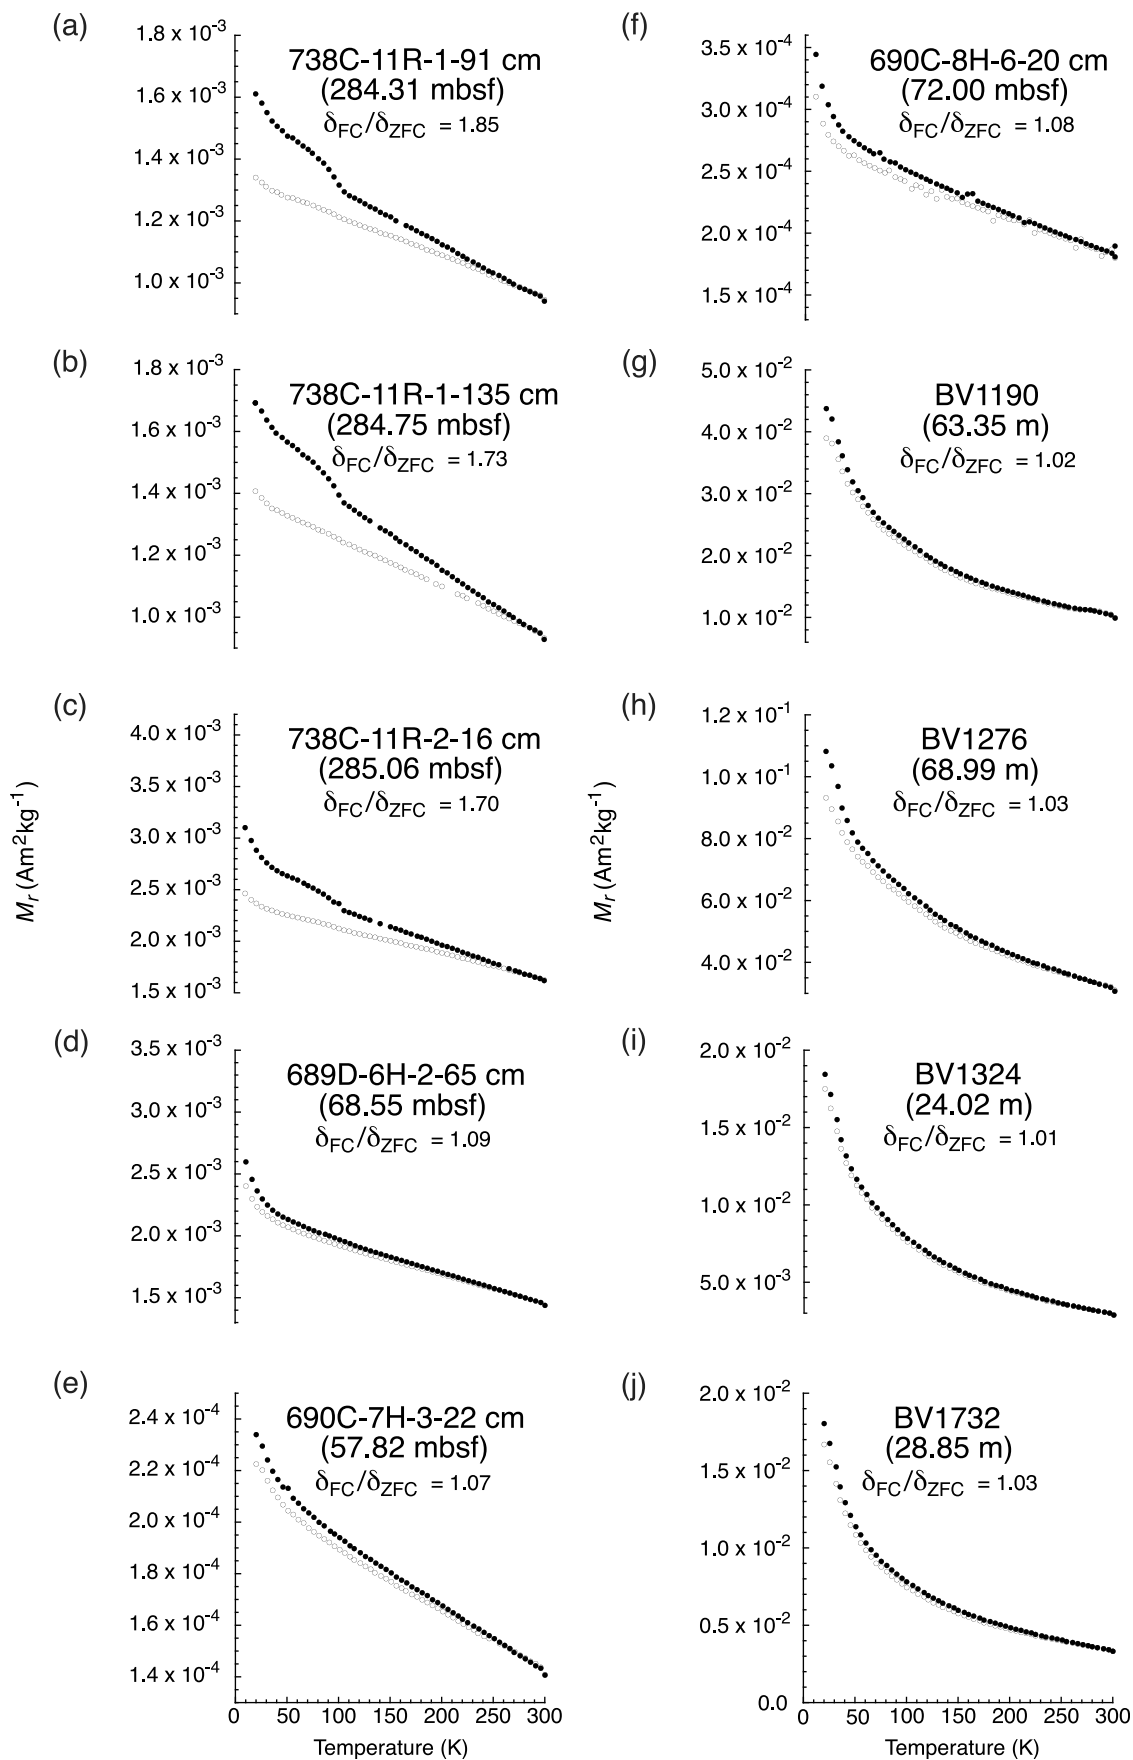 (a)
1.8 x 10⁻³
1.6 x 10⁻³
1.4 x 10⁻³
1.2 x 10⁻³
1.0 x 10⁻³
738C-11R-1-91 cm
(284.31 mbsf)
δFC/δZFC = 1.85
(b)
1.8 x 10⁻³
1.6 x 10⁻³
1.4 x 10⁻³
1.2 x 10⁻³
1.0 x 10⁻³
738C-11R-1-135 cm
(284.75 mbsf)
δFC/δZFC = 1.73
(c)
4.0 x 10⁻³
3.5 x 10⁻³
3.0 x 10⁻³
2.5 x 10⁻³
2.0 x 10⁻³
1.5 x 10⁻³
738C-11R-2-16 cm
(285.06 mbsf)
δFC/δZFC = 1.70
Mr (Am²kg⁻¹)
(d)
3.5 x 10⁻³
3.0 x 10⁻³
2.5 x 10⁻³
2.0 x 10⁻³
1.5 x 10⁻³
689D-6H-2-65 cm
(68.55 mbsf)
δFC/δZFC = 1.09
(e)
2.4 x 10⁻⁴
2.2 x 10⁻⁴
2.0 x 10⁻⁴
1.8 x 10⁻⁴
1.6 x 10⁻⁴
1.4 x 10⁻⁴
690C-7H-3-22 cm
(57.82 mbsf)
δFC/δZFC = 1.07
0 50 100 150 200 250 300
Temperature (K)
(f)
3.5 x 10⁻⁴
3.0 x 10⁻⁴
2.5 x 10⁻⁴
2.0 x 10⁻⁴
1.5 x 10⁻⁴
690C-8H-6-20 cm
(72.00 mbsf)
δFC/δZFC = 1.08
(g)
5.0 x 10⁻²
4.0 x 10⁻²
3.0 x 10⁻²
2.0 x 10⁻²
1.0 x 10⁻²
BV1190
(63.35 m)
δFC/δZFC = 1.02
(h)
1.2 x 10⁻¹
1.0 x 10⁻¹
8.0 x 10⁻²
6.0 x 10⁻²
4.0 x 10⁻²
BV1276
(68.99 m)
δFC/δZFC = 1.03
Mr (Am²kg⁻¹)
(i)
2.0 x 10⁻²
1.5 x 10⁻²
1.0 x 10⁻²
5.0 x 10⁻³
BV1324
(24.02 m)
δFC/δZFC = 1.01
(j)
2.0 x 10⁻²
1.5 x 10⁻²
1.0 x 10⁻²
0.5 x 10⁻²
0.0
BV1732
(28.85 m)
δFC/δZFC = 1.03
0 50 100 150 200 250 300
Temperature (K)